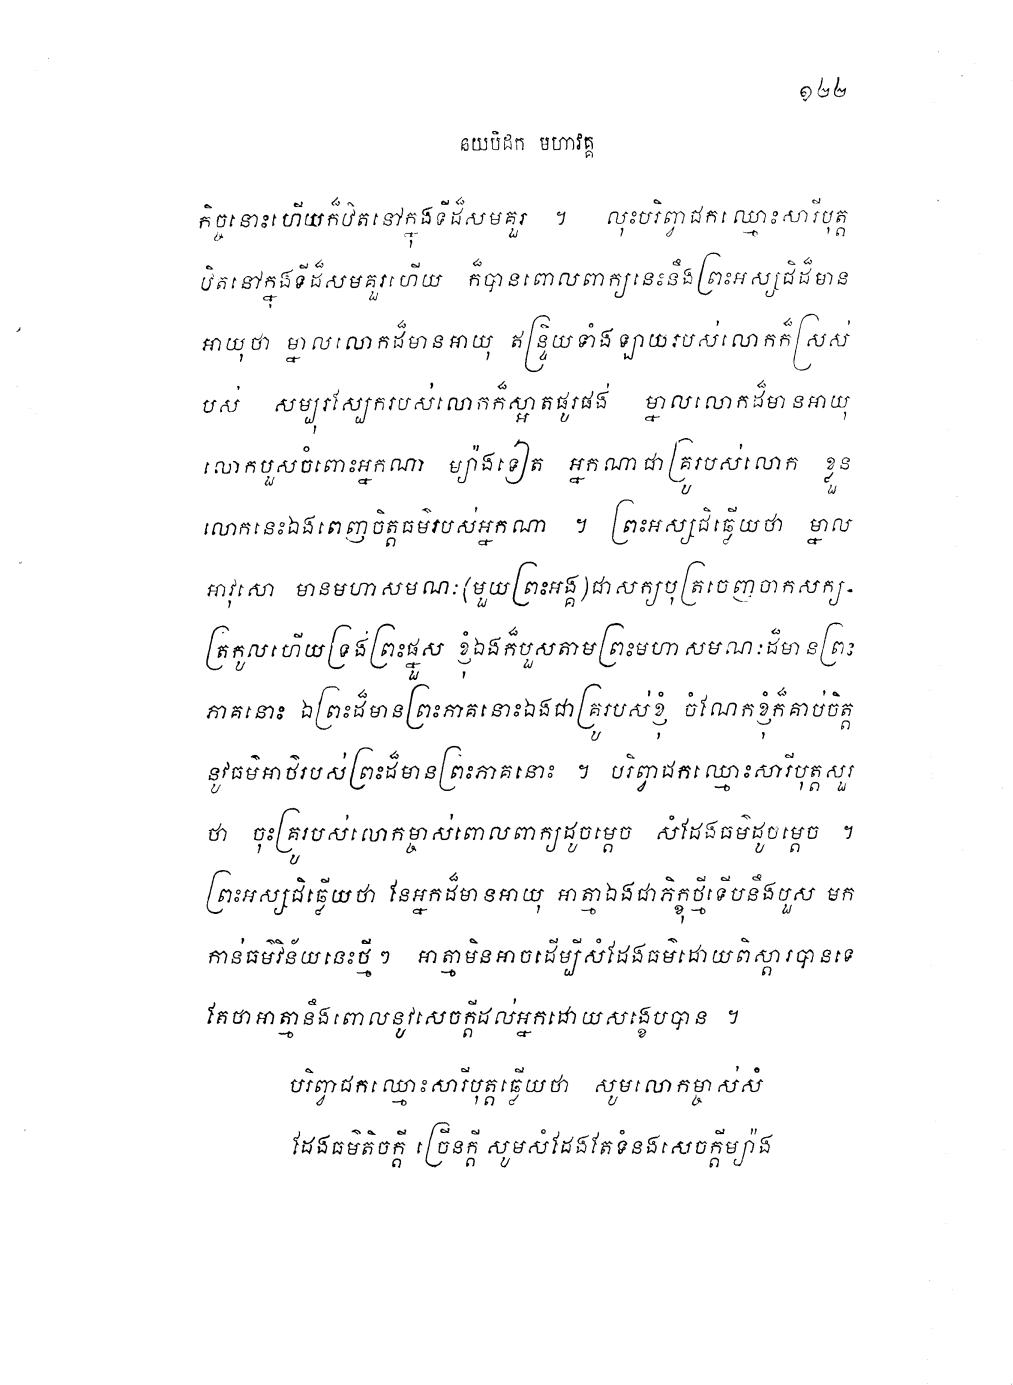 ១៤៤
នយបិដក មហាវគ្គ
កិច្ចនោះហើយក៏ឋិតនៅក្នុងទីដ៏សមគួរ ។ លុះបរិព្វាជកឈ្មោះសារីបុត្ត
ឋិតនៅក្នុងទីដ៏សមគួរហើយ ក៏បានពោលពាក្យនេះនឹងព្រះអស្សជិដ៏មាន
អាយុថា ម្នាលលោកដ៏មានអាយុ ឥន្ទ្រិយទាំងឡាយរបស់លោកក៏ស្រស់
បស់ សម្បុរស្បែករបស់លោកក៏ស្អាតផូរផង់ ម្នាលលោកដ៏មានអាយុ
លោកបួសចំពោះអ្នកណា ម្យ៉ាងទៀត អ្នកណាជាគ្រូរបស់លោក ខ្លួន
លោកនេះឯងពេញចិត្តធម៌របស់អ្នកណា ។ ព្រះអស្សជិឆ្លើយថា ម្នាល
អាវុសោ មានមហាសមណៈ(មួយព្រះអង្គ)ជាសក្យបុត្រចេញចាកសក្យ-
ត្រកូលហើយទ្រង់ព្រះផ្នួស ខ្ញុំឯងក៏បួសតាមព្រះមហាសមណៈដ៏មានព្រះ
ភាគនោះ ឯព្រះដ៏មានព្រះភាគនោះឯងជាគ្រូរបស់ខ្ញុំ ចំណែកខ្ញុំក៏គាប់ចិត្ត
នូវធម៌អាថិរបស់ព្រះដ៏មានព្រះភាគនោះ ។ បរិព្វាជកឈ្មោះសារីបុត្តសួរ
ថា ចុះគ្រូរបស់លោកម្ចាស់ពោលពាក្យដូចម្តេច សំដែងធម៌ដូចម្តេច ។
ព្រះអស្សជិឆ្លើយថា នែអ្នកដ៏មានអាយុ អាត្មាឯងជាភិក្ខុថ្មីទើបនឹងបួស មក
កាន់ធម៌វិន័យនេះថ្មីៗ អាត្មាមិនអាចដើម្បីសំដែងធម៌ដោយពិស្តារបានទេ
តែថាអាត្មានឹងពោលនូវសេចក្តីដល់អ្នកដោយសង្ខេបបាន ។
បរិព្វាជកឈ្មោះសារីបុត្តឆ្លើយថា សូមលោកម្ចាស់សំ
ដែងធម៌តិចក្តី ច្រើនក្តី សូមសំដែងតែទំនងសេចក្តីម្យ៉ាង